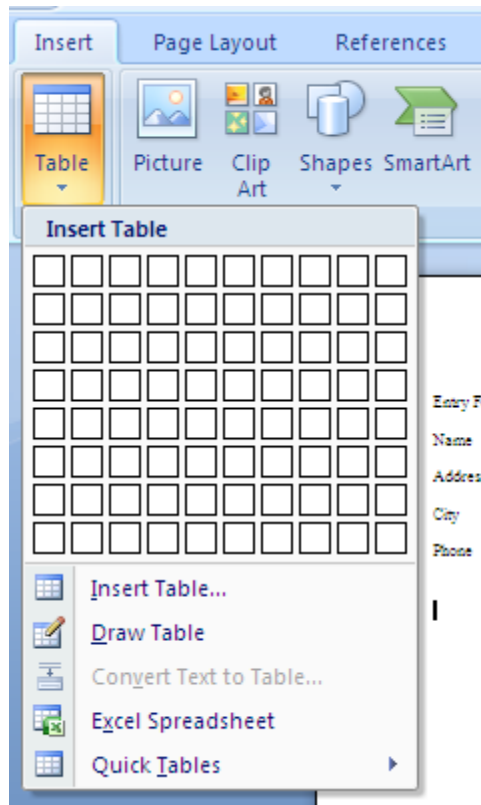 Insert Page Layout References
Table Picture Clip Art Shapes SmartArt
Insert Table
Entry F
Name
Addres
City
Phone
Insert Table...
Draw Table
Convert Text to Table...
Excel Spreadsheet
Quick Tables